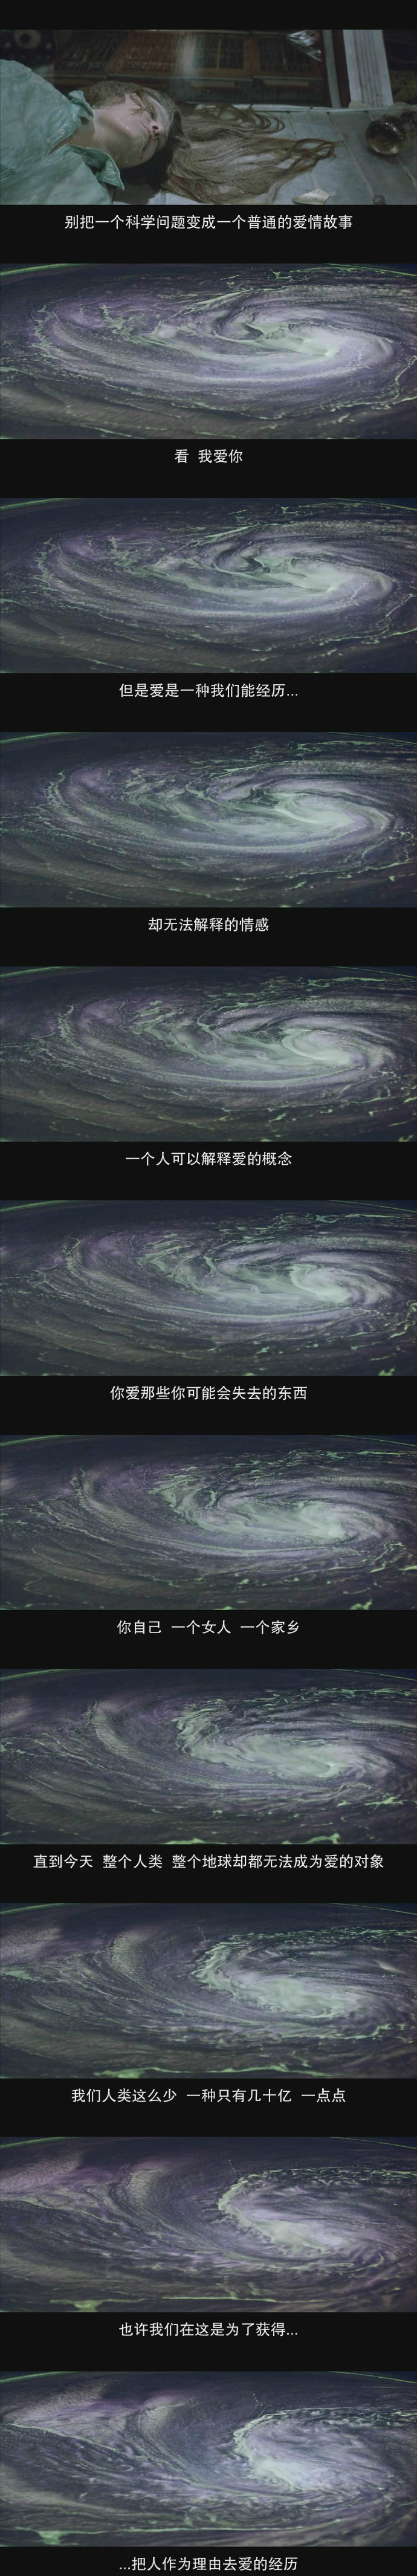 别把一个科学问题变成一个普通的爱情故事
看 我爱你
但是爱是一种我们能经历...
却无法解释的情感
一个人可以解释爱的概念
你爱那些你可能会失去的东西
你自己 一个女人 一个家乡
直到今天 整个人类 整个地球却都无法成为爱的对象
我们人类这么少 一种只有几十亿 一点点
也许我们在这是为了获得...
...把人作为理由去爱的经历